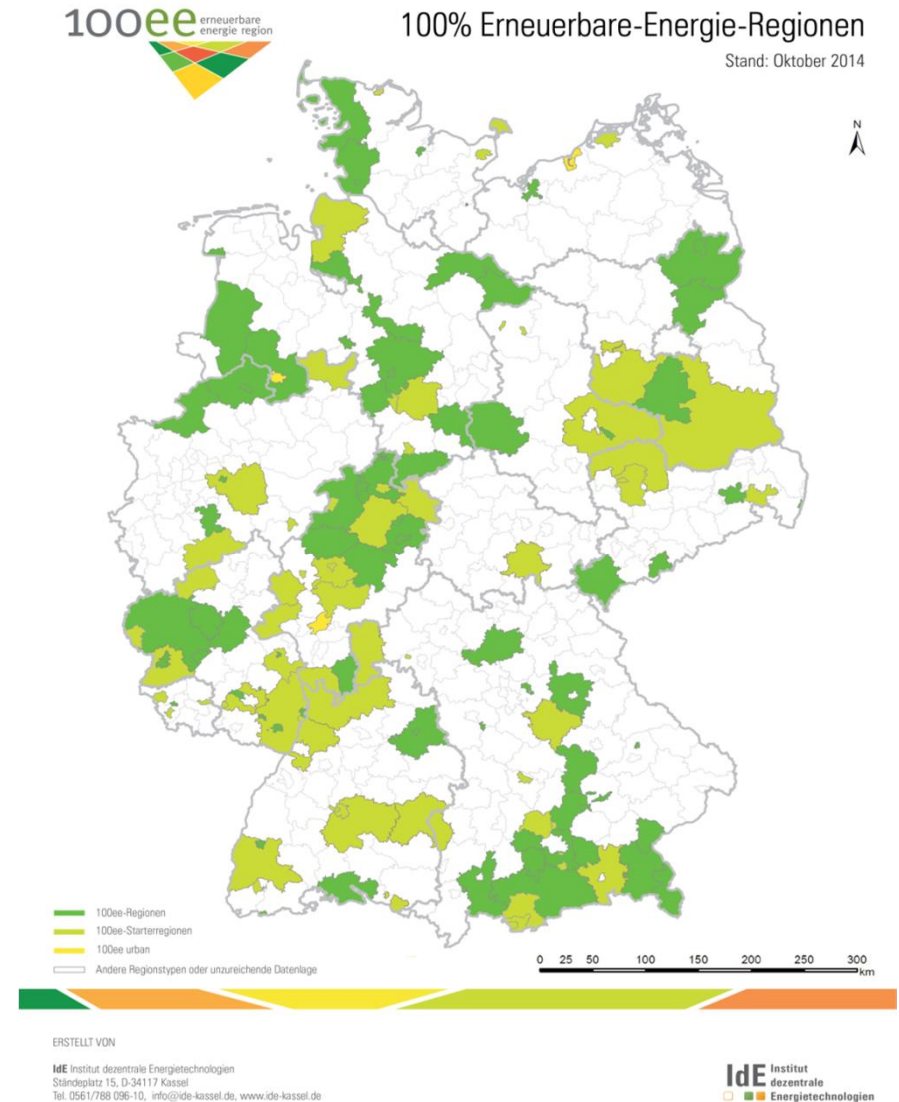 100ee erneuerbare
energie region
100% Erneuerbare-Energie-Regionen
Stand: Oktober 2014
N
100ee-Regionen
100ee-Starterregionen
100ee urban
Andere Regionstypen oder unzureichende Datenlage
0 25 50 100 150 200 250 300
km
ERSTELLT VON
IdE Institut dezentrale Energietechnologien
Ständeplatz 15, D-34117 Kassel
Tel. 0561/788 096-10, info@ide-kassel.de, www.ide-kassel.de
IdE Institut
dezentrale
Energietechnologien